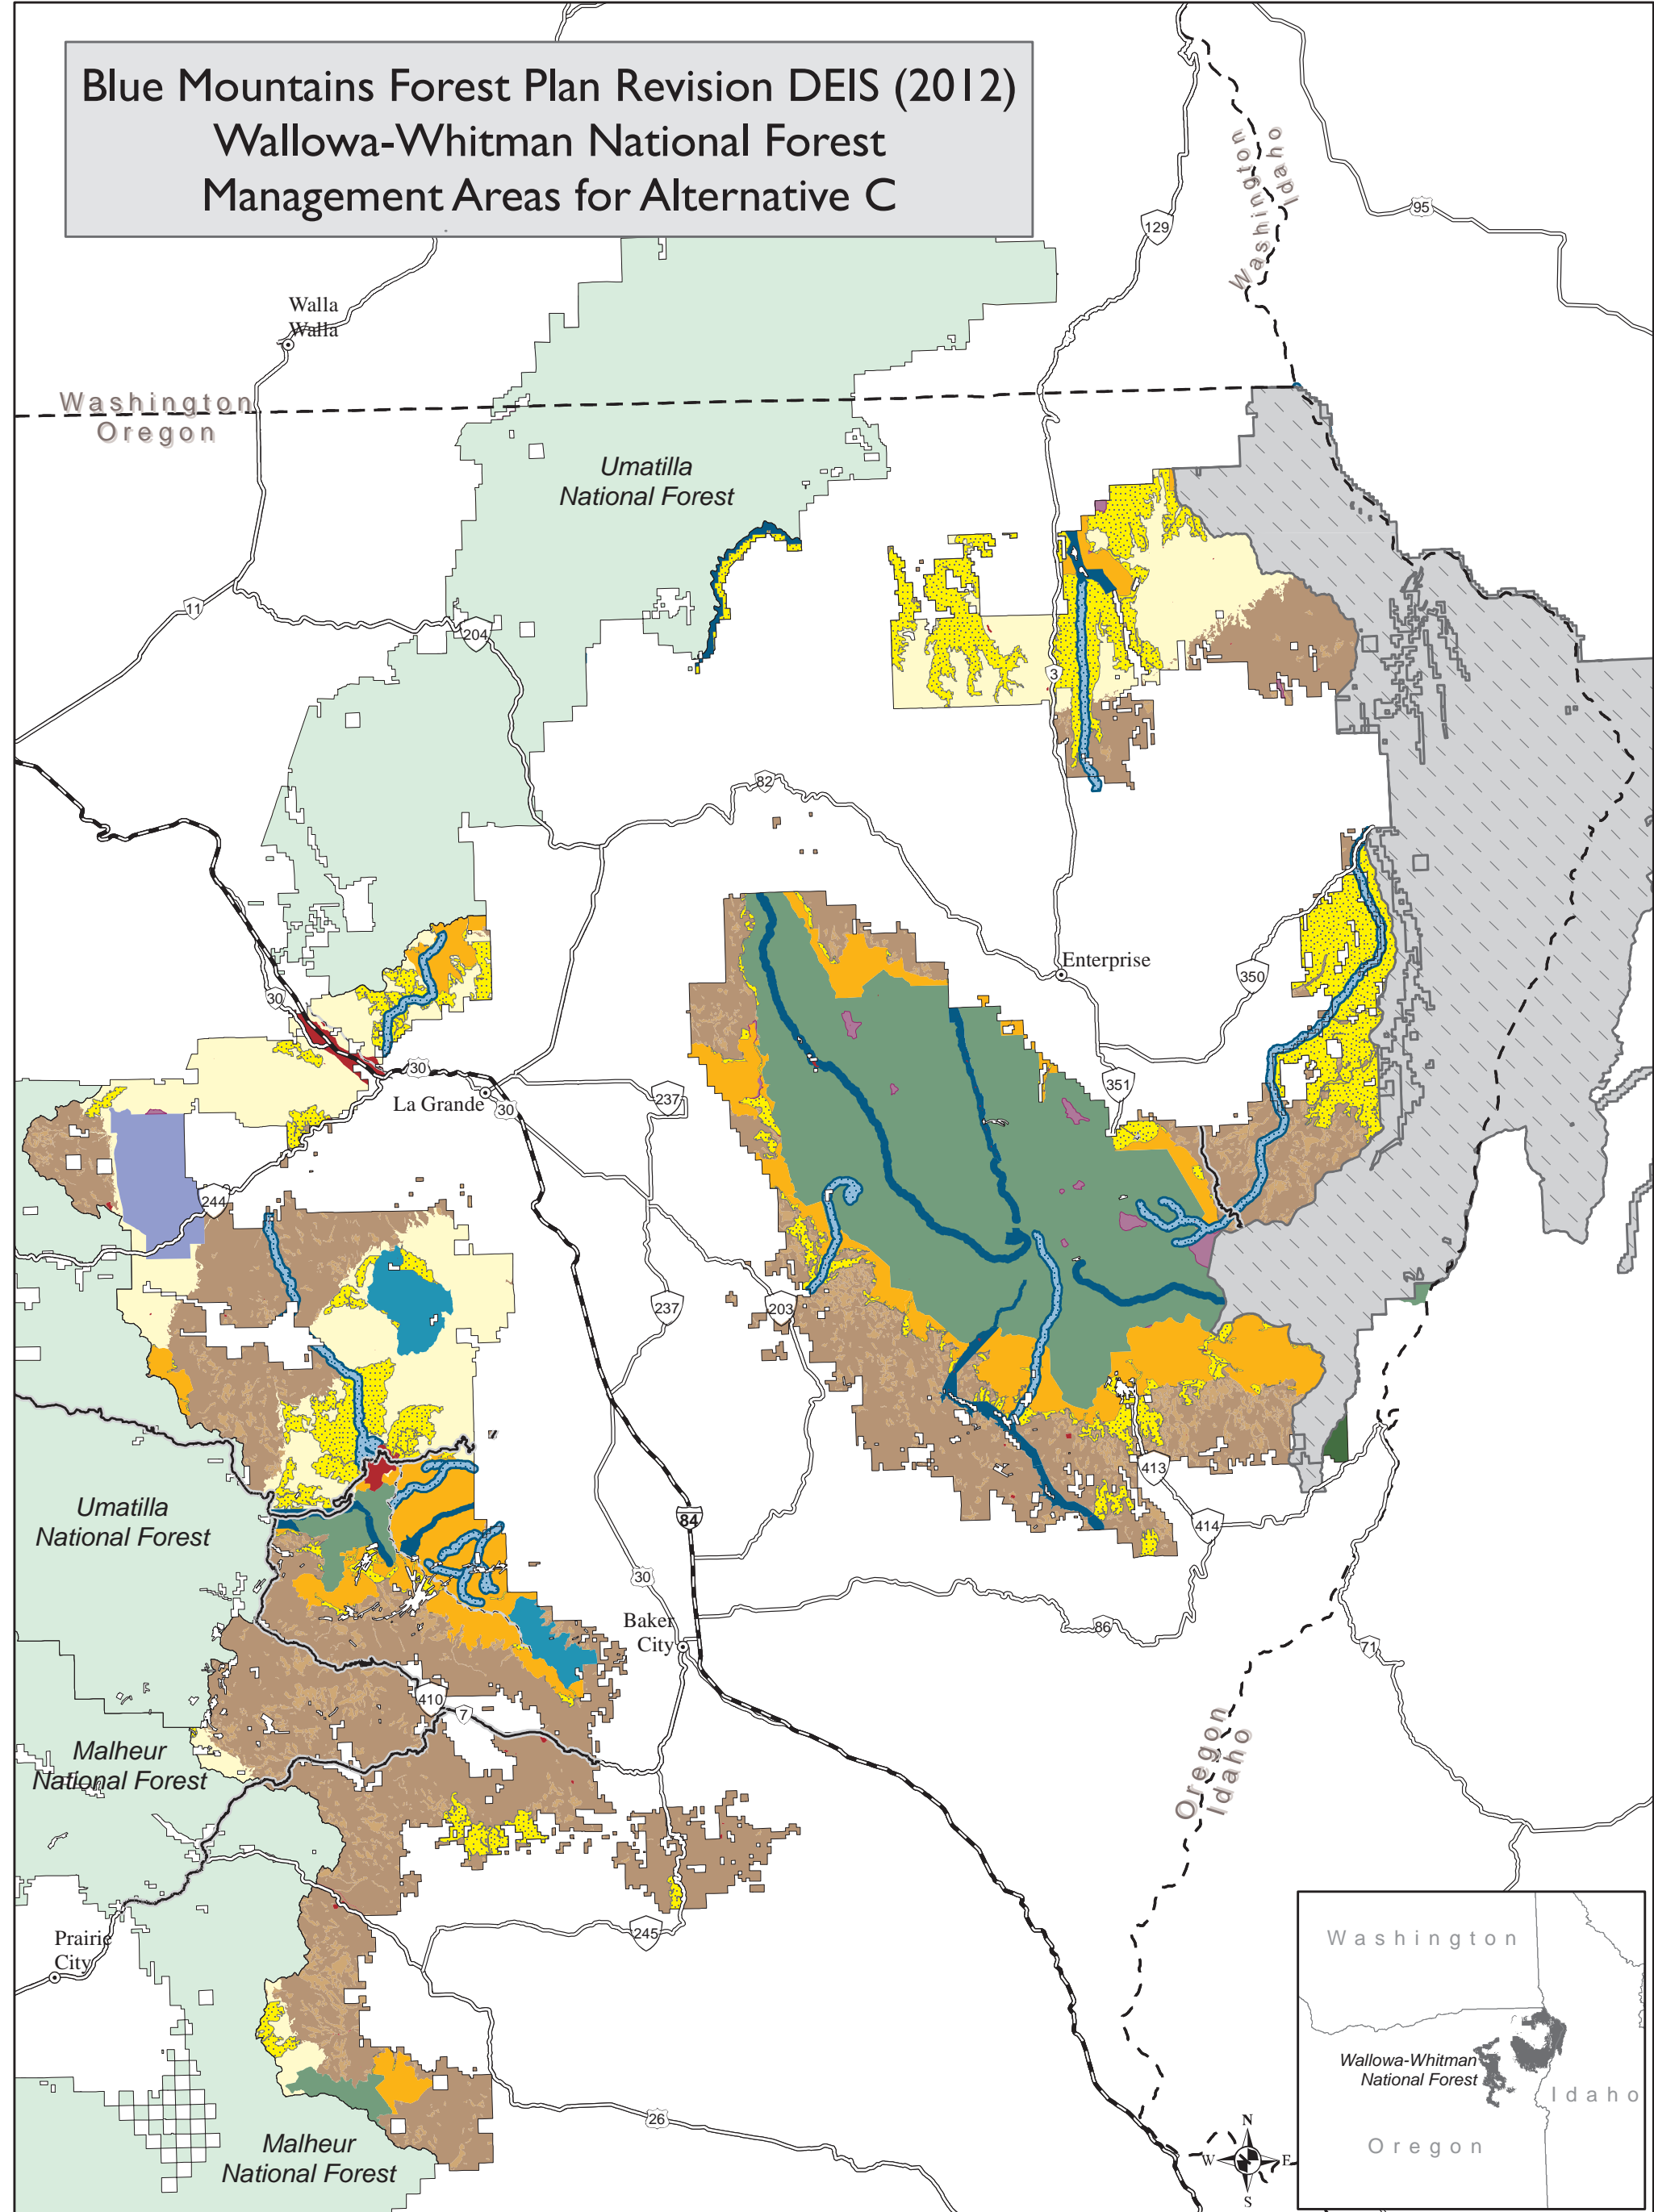 Blue Mountains Forest Plan Revision DEIS (2012)
Wallowa-Whitman National Forest
Management Areas for Alternative C
Washington
Idaho
95
129
Walla
Walla
Washington
Oregon
Umatilla
National Forest
11
204
3
82
Enterprise
350
30
30
La Grande
30
237
351
244
237
203
Umatilla
National Forest
413
414
84
30
Baker
City
86
71
410
7
Malheur
National Forest
Oregon
Idaho
245
Prairie
City
26
Malheur
National Forest
N
W
E
S
Washington
Wallowa-Whitman
National Forest
Idaho
Oregon